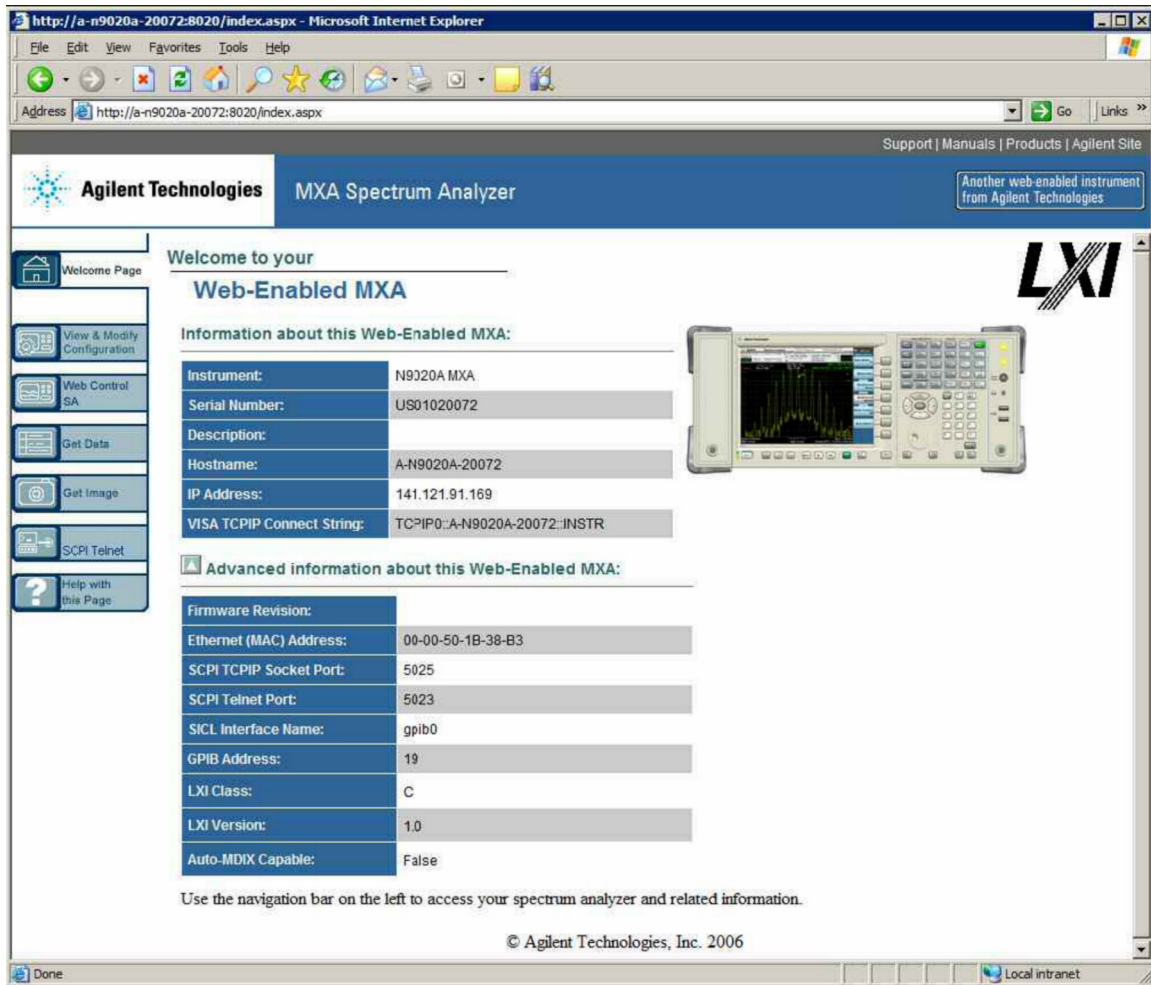 http://a-n9020a-20072:8020/index.aspx - Microsoft Internet Explorer
File Edit View Favorites Tools Help
Address http://a-n9020a-20072:8020/index.aspx Go Links »
Support | Manuals | Products | Agilent Site
Agilent Technologies MXA Spectrum Analyzer
Another web-enabled instrument
from Agilent Technologies
Welcome Page
View & Modify
Configuration
Web Control
SA
Get Data
Get Image
SCPI Telnet
Help with
this Page
Welcome to your
Web-Enabled MXA
LXI
Information about this Web-Enabled MXA:
Instrument: N9020A MXA
Serial Number: US01020072
Description:
Hostname: A-N9020A-20072
IP Address: 141.121.91.169
VISA TCPIP Connect String: TCPIP0::A-N9020A-20072::INSTR
Advanced information about this Web-Enabled MXA:
Firmware Revision:
Ethernet (MAC) Address: 00-00-50-1B-38-B3
SCPI TCPIP Socket Port: 5025
SCPI Telnet Port: 5023
SICL Interface Name: gpib0
GPIB Address: 19
LXI Class: C
LXI Version: 1.0
Auto-MDIX Capable: False
Use the navigation bar on the left to access your spectrum analyzer and related information.
© Agilent Technologies, Inc. 2006
Done Local intranet